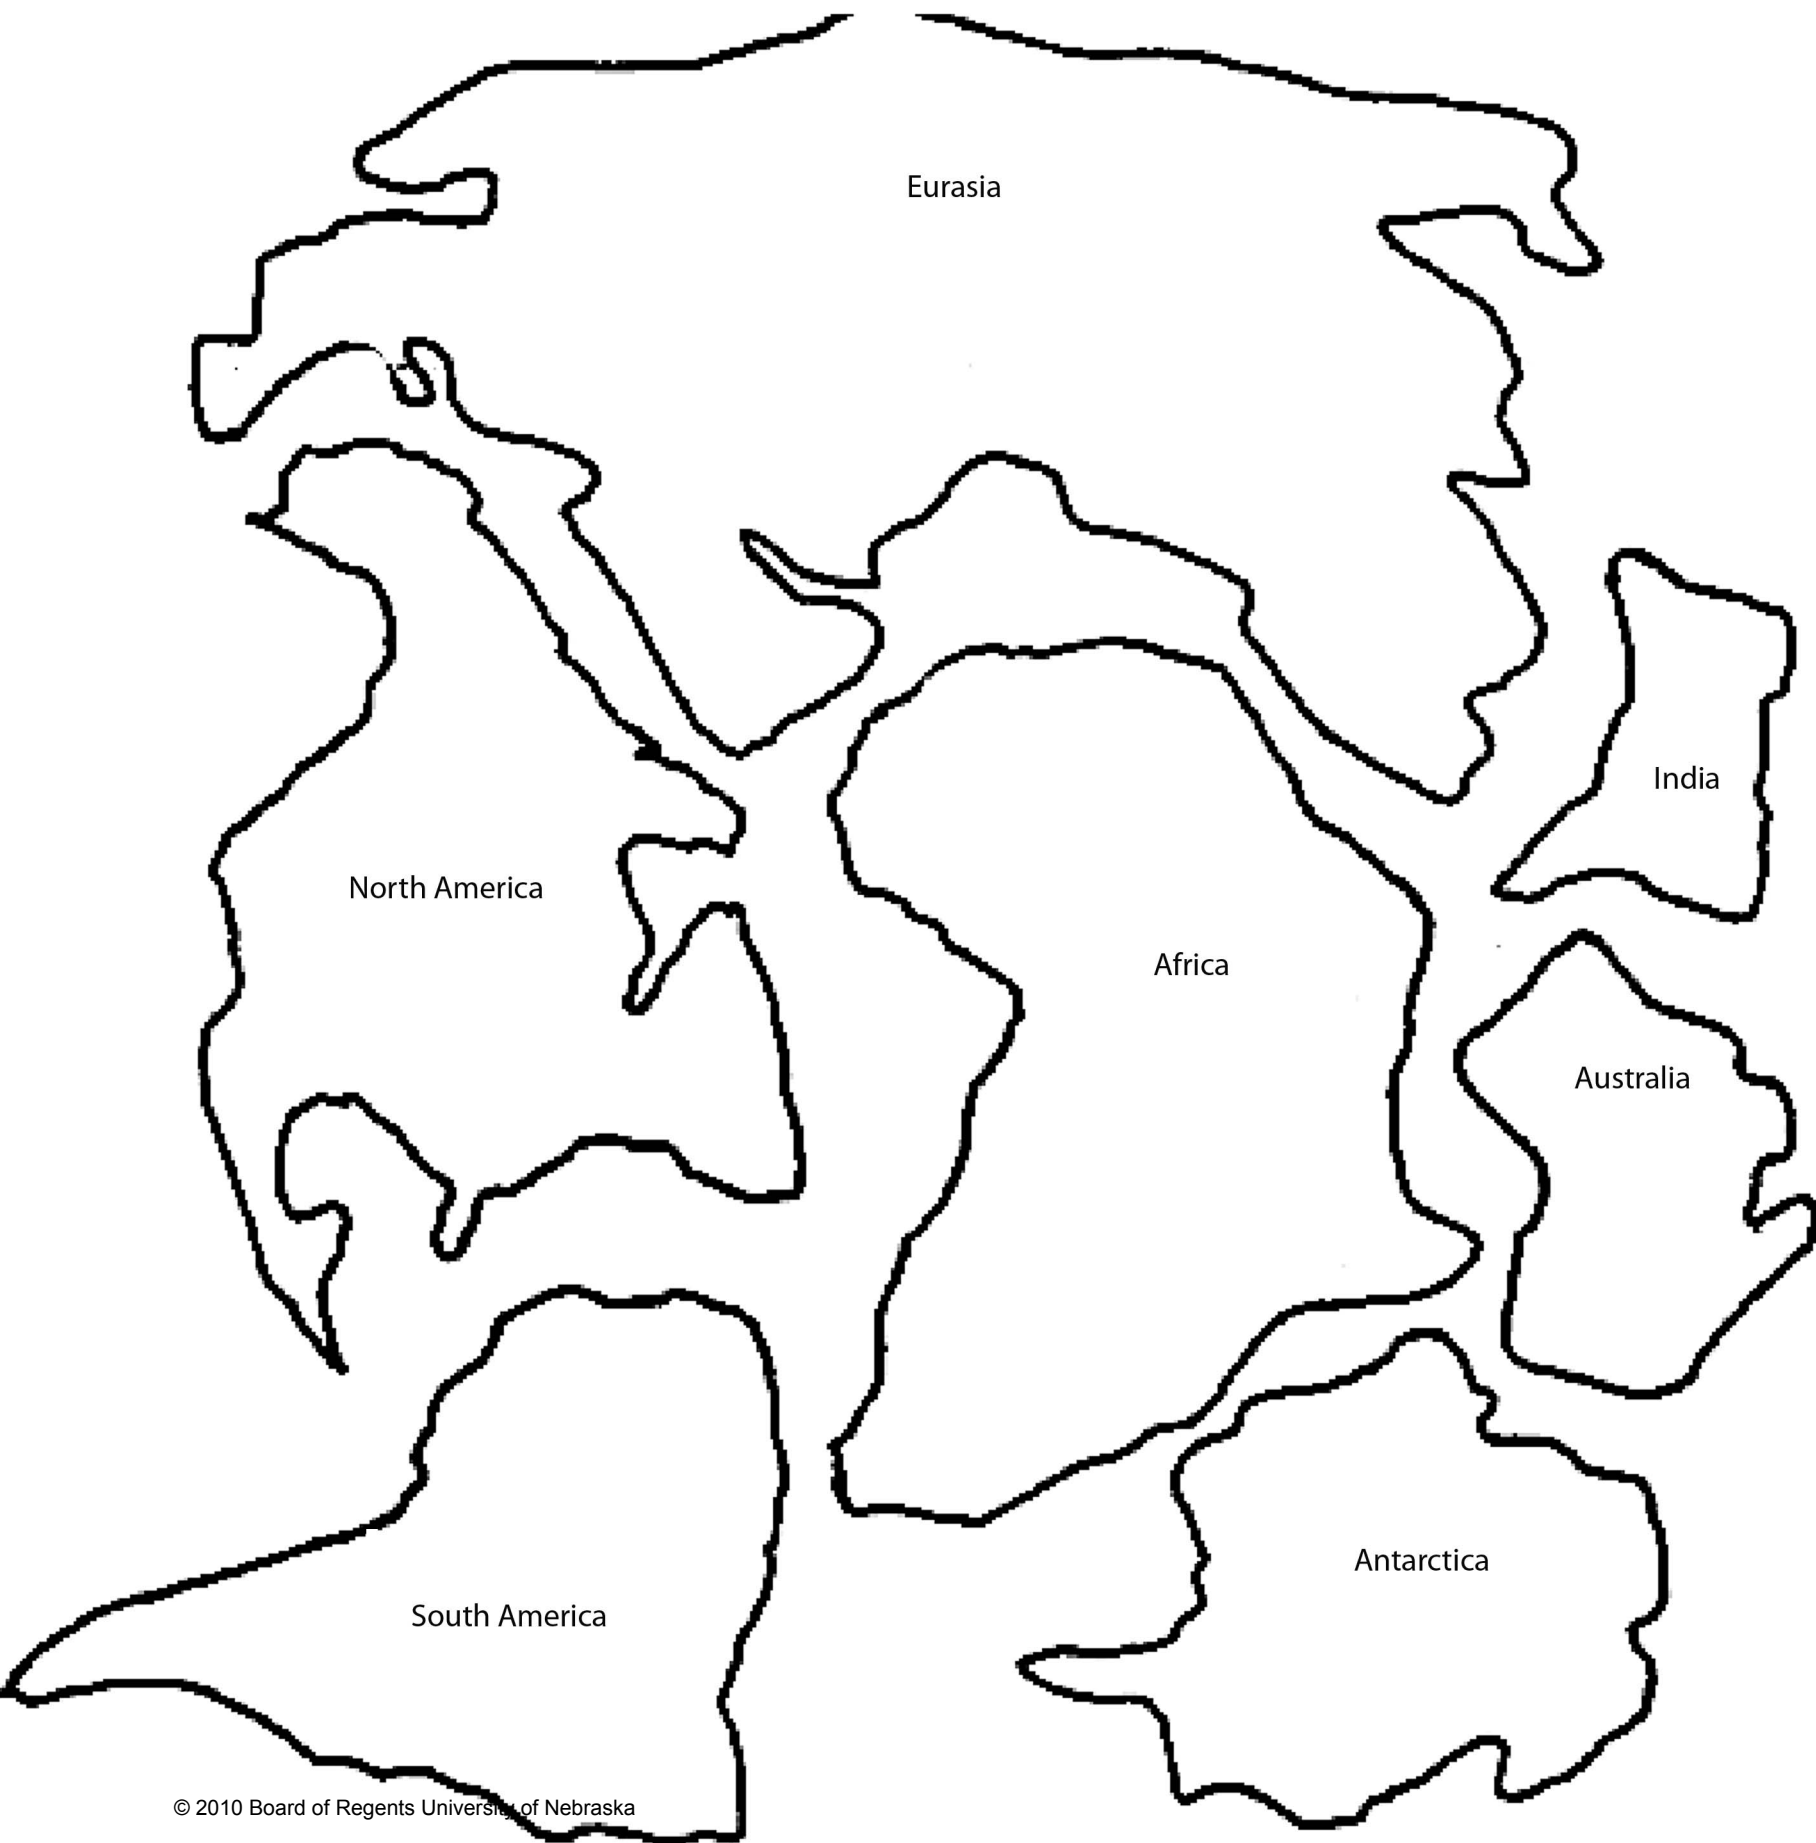 Eurasia
India
North America
Africa
Australia
Antarctica
South America
© 2010 Board of Regents University of Nebraska